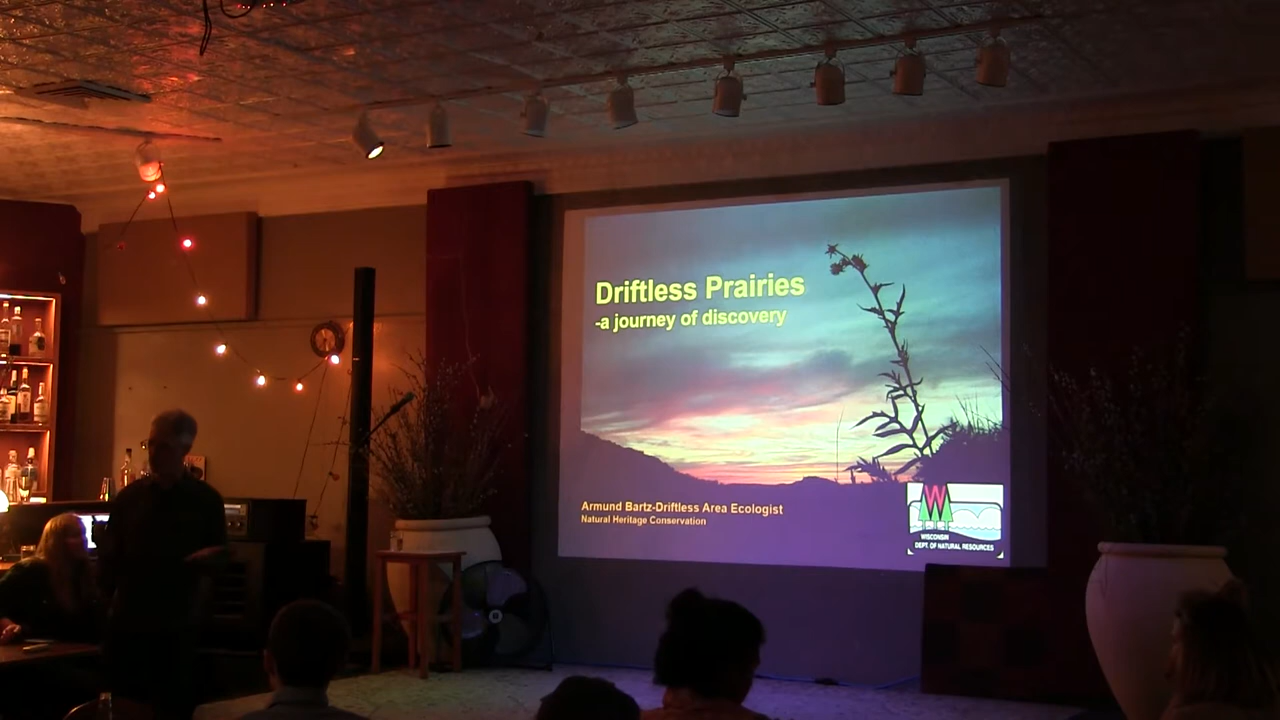 Driftless Prairies
-a journey of discovery
Armund Bartz-Driftless Area Ecologist
Natural Heritage Conservation
W
WISCONSIN
DEPT. OF NATURAL RESOURCES